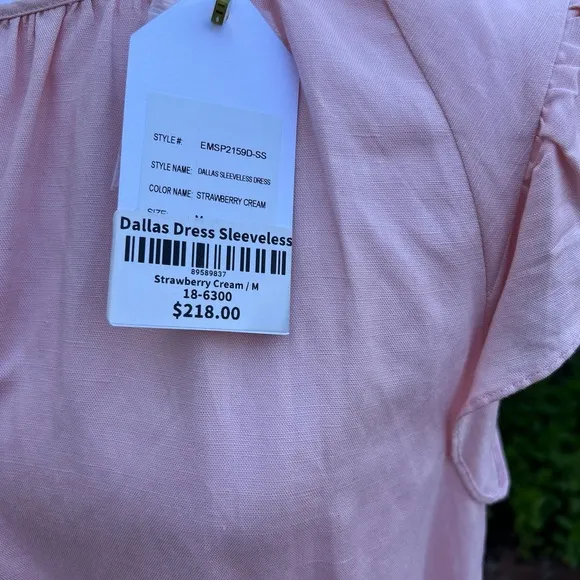 STYLE # EMSP2159D-SS
STYLE NAME: DALLAS SLEEVELESS DRESS
COLOR NAME: STRAWBERRY CREAM
SIZE: M
Dallas Dress Sleeveless
89589837
Strawberry Cream / M
18-6300
$218.00